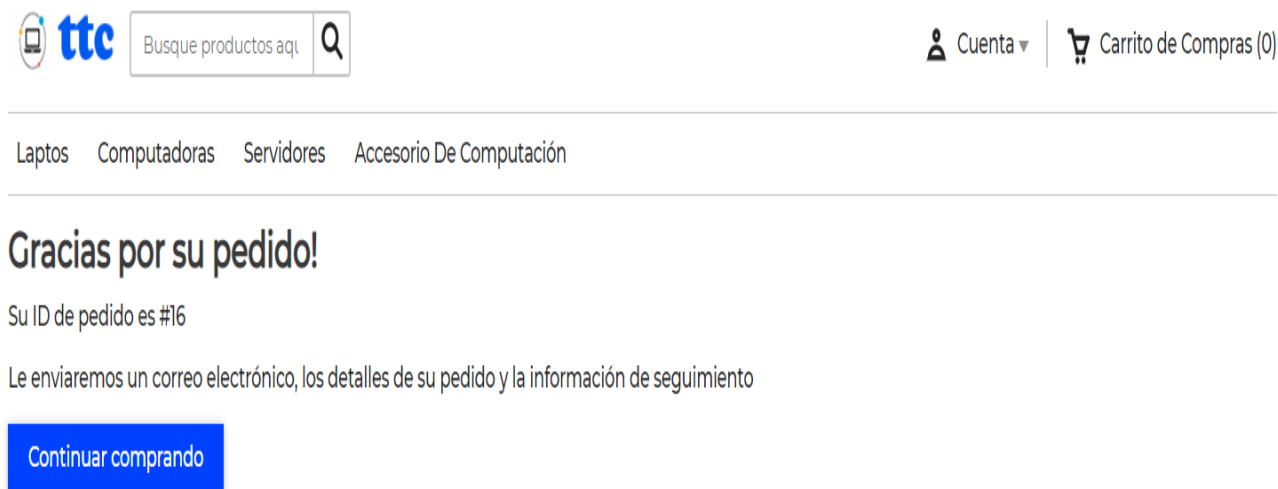 ttc
Busque productos aqu
Cuenta
Carrito de Compras (0)
Laptos
Computadoras
Servidores
Accesorio De Computación
Gracias por su pedido!
Su ID de pedido es #16
Le enviaremos un correo electrónico, los detalles de su pedido y la información de seguimiento
Continuar comprando